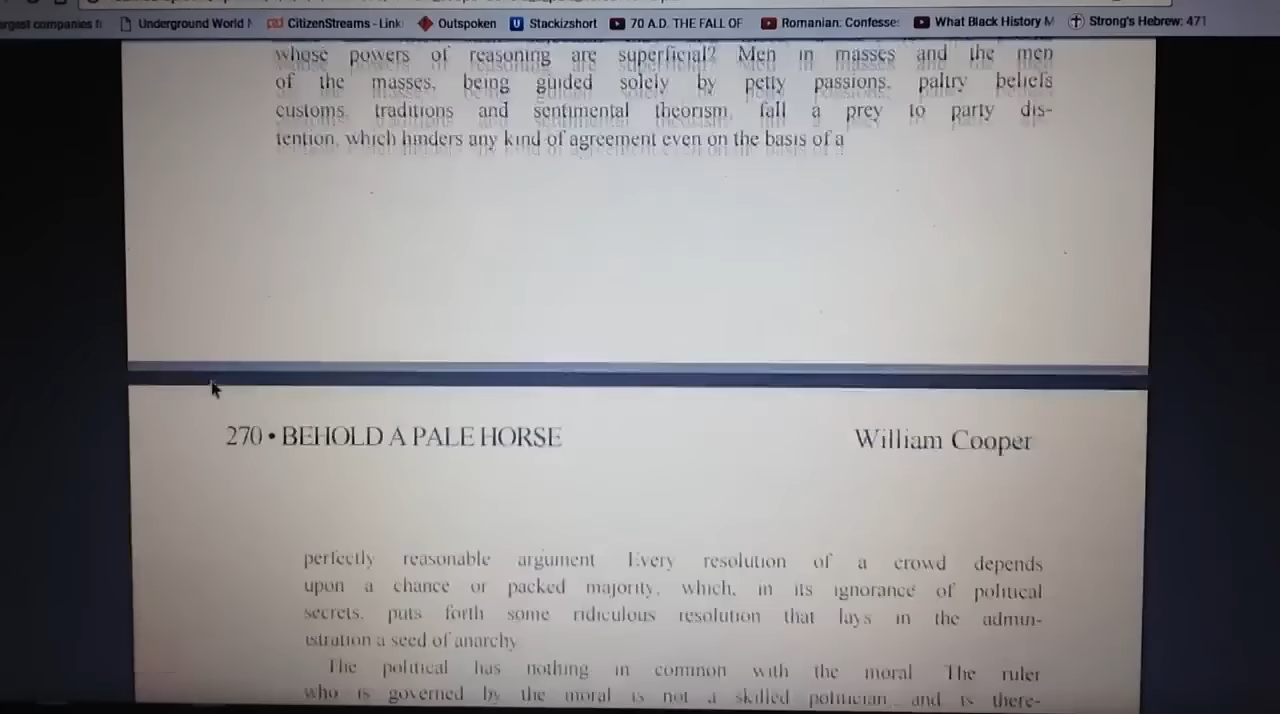 argest companies fi Underground World N CitizenStreams - Link Outspoken Stackizshort 70 A.D. THE FALL OF Romanian: Confesse: What Black History M Strong's Hebrew: 471
whose powers of reasoning are superficial? Men in masses and the men
of the masses, being guided solely by petty passions, paltry beliefs
customs, traditions and sentimental theorism, fall a prey to party dis-
tention, which hinders any kind of agreement even on the basis of a
270 • BEHOLD A PALE HORSE William Cooper
perfectly reasonable argument Every resolution of a crowd depends
upon a chance or packed majority, which, in its ignorance of political
secrets, puts forth some ridiculous resolution that lays in the admin-
istration a seed of anarchy
The political has nothing in common with the moral The ruler
who is governed by the moral is not a skilled politician, and is there-